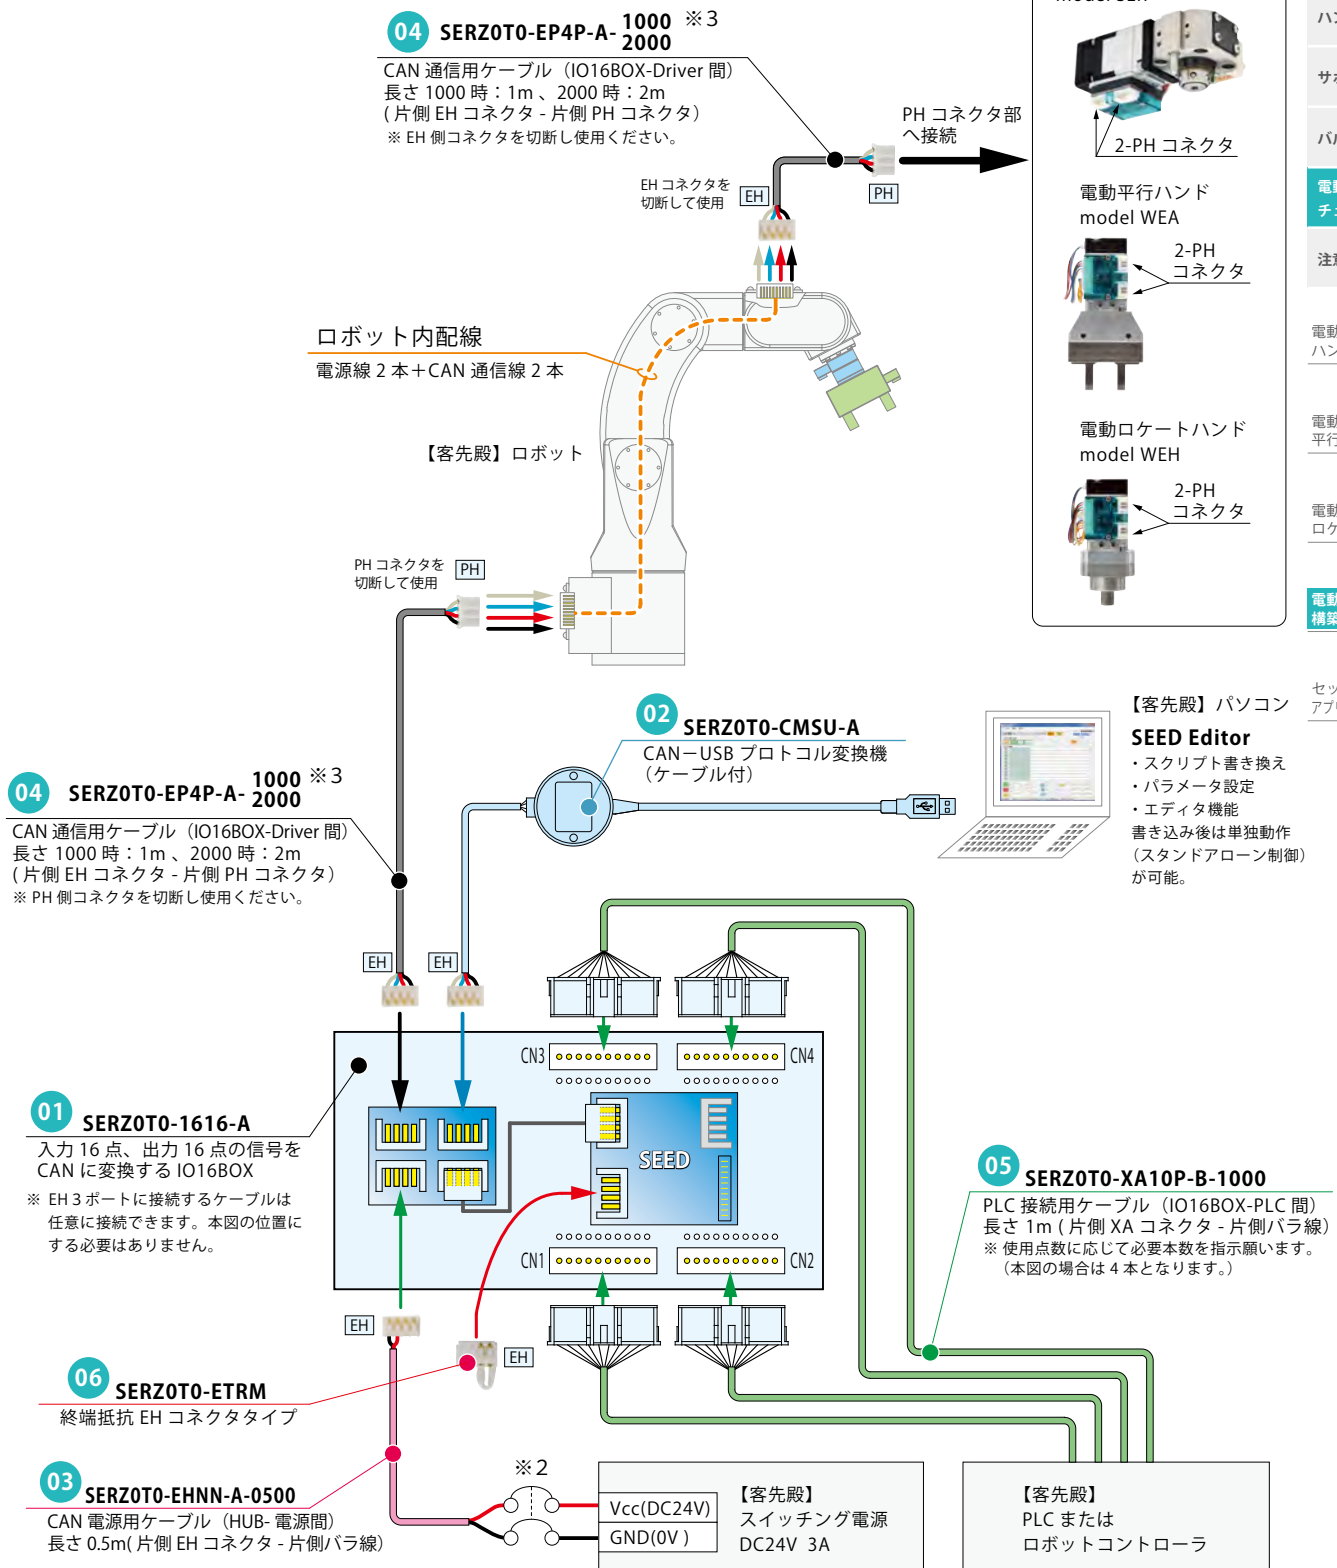 04 SERZ0T0-EP4P-A- 1000 ※3
2000
CAN 通信用ケーブル（IO16BOX-Driver 間）
長さ 1000 時：1m 、2000 時：2m
( 片側 EH コネクタ - 片側 PH コネクタ）
※ EH 側コネクタを切断し使用ください。
PH コネクタ部
へ接続
EH コネクタを
切断して使用
EH
PH
2-PH コネクタ
電動平行ハンド
model WEA
2-PH
コネクタ
電動ロケートハンド
model WEH
2-PH
コネクタ
ロボット内配線
電源線 2 本＋CAN 通信線 2 本
【客先殿】ロボット
PH コネクタを
切断して使用
PH
02 SERZ0T0-CMSU-A
CAN－USB プロトコル変換機
（ケーブル付）
【客先殿】パソコン
SEED Editor
・スクリプト書き換え
・パラメータ設定
・エディタ機能
書き込み後は単独動作
（スタンドアローン制御）
が可能。
04 SERZ0T0-EP4P-A- 1000 ※3
2000
CAN 通信用ケーブル（IO16BOX-Driver 間）
長さ 1000 時：1m 、2000 時：2m
( 片側 EH コネクタ - 片側 PH コネクタ）
※ PH 側コネクタを切断し使用ください。
EH
EH
CN3
CN4
SEED
CN1
CN2
01 SERZ0T0-1616-A
入力 16 点、出力 16 点の信号を
CAN に変換する IO16BOX
※ EH 3 ポートに接続するケーブルは
任意に接続できます。本図の位置に
する必要はありません。
05 SERZ0T0-XA10P-B-1000
PLC 接続用ケーブル（IO16BOX-PLC 間）
長さ 1m ( 片側 XA コネクタ - 片側バラ線）
※ 使用点数に応じて必要本数を指示願います。
（本図の場合は 4 本となります。）
EH
EH
06 SERZ0T0-ETRM
終端抵抗 EH コネクタタイプ
03 SERZ0T0-EHNN-A-0500
CAN 電源用ケーブル（HUB- 電源間）
長さ 0.5m( 片側 EH コネクタ - 片側バラ線）
※2
Vcc(DC24V)
GND(0V )
【客先殿】
スイッチング電源
DC24V 3A
【客先殿】
PLC または
ロボットコントローラ
チ
注
電
ハン
電
平行
電
ロケ
電
構築
セッ
アプ